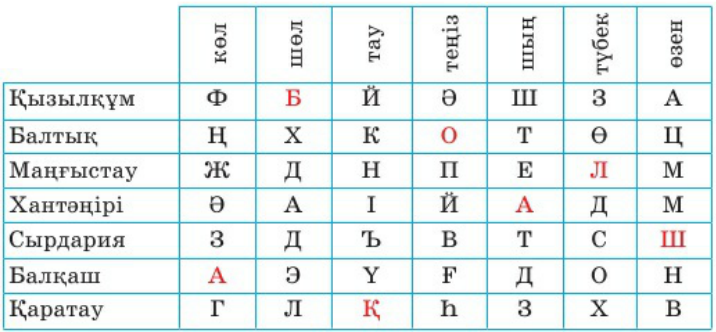 көл шөл тау теңіз шың түбек өзен
Қызылқұм Ф Б Й Ә Ш З А
Балтық Ң Х К О Т Ө Ц
Маңғыстау Ж Д Н П Е Л М
Хантәңірі Ә А І Й А Д М
Сырдария З Д Ъ В Т С Ш
Балқаш А Э Ү Ғ Д О Н
Қаратау Г Л Қ Һ З Х В